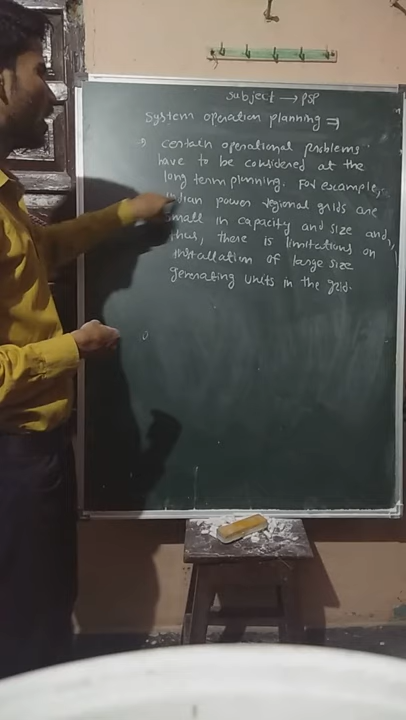 subject → PSP
System operation planning ⇒
certain operational problems
have to be considered at the
long term planning. For example,
Indian power regional grids are
small in capacity and size and,
thus, there is limitations on
installation of large size
generating units in the grid.